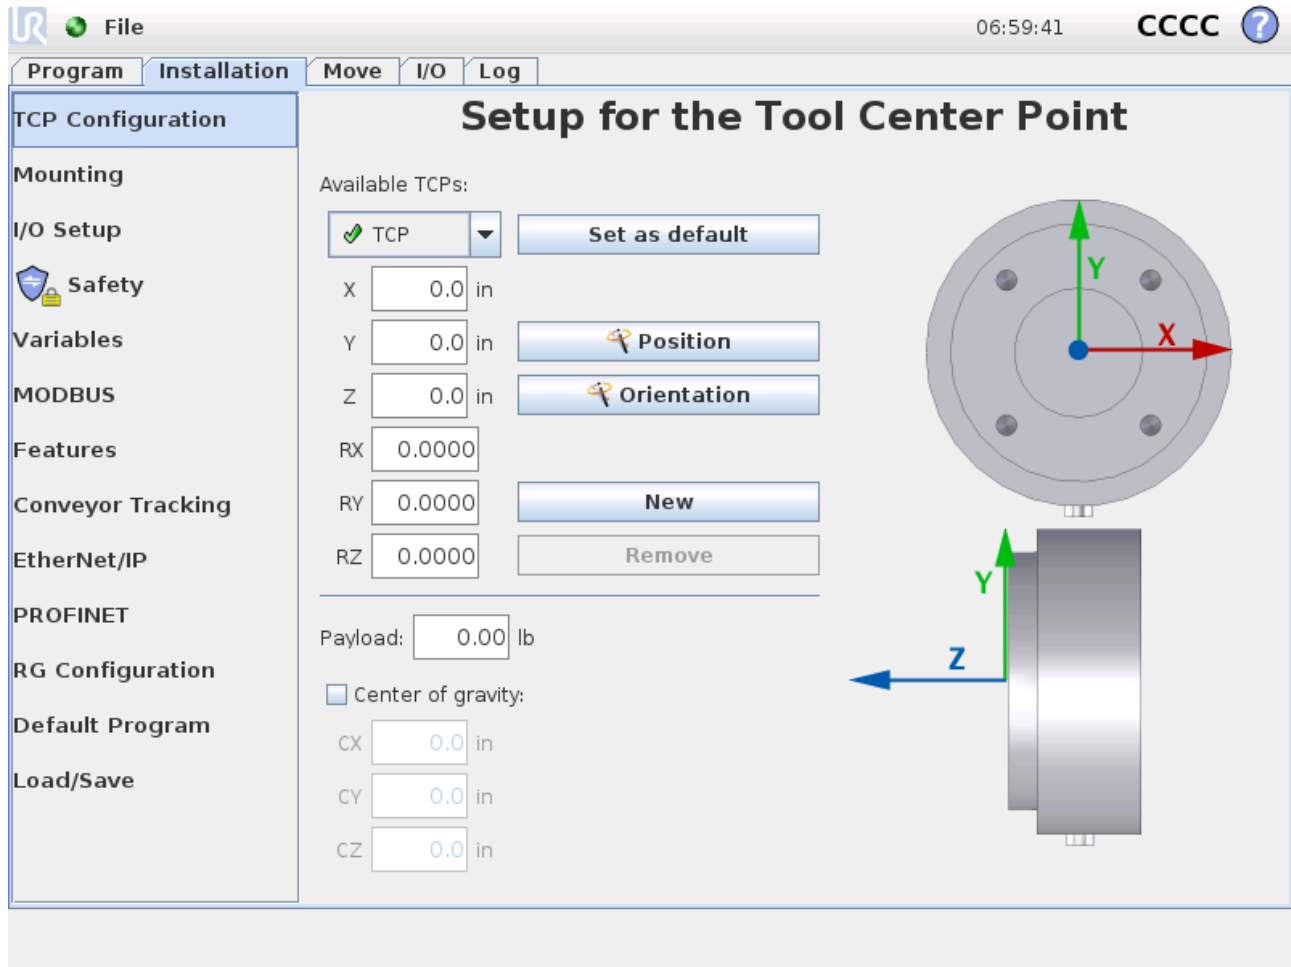 UR File 06:59:41 CCCC ?
Program Installation Move I/O Log
TCP Configuration
Mounting
I/O Setup
Safety
Variables
MODBUS
Features
Conveyor Tracking
EtherNet/IP
PROFINET
RG Configuration
Default Program
Load/Save
Setup for the Tool Center Point
Available TCPs:
TCP Set as default
X 0.0 in
Y 0.0 in Position
Z 0.0 in Orientation
RX 0.0000
RY 0.0000 New
RZ 0.0000 Remove
Payload: 0.00 lb
Center of gravity:
CX 0.0 in
CY 0.0 in
CZ 0.0 in
Y
X
Y
Z